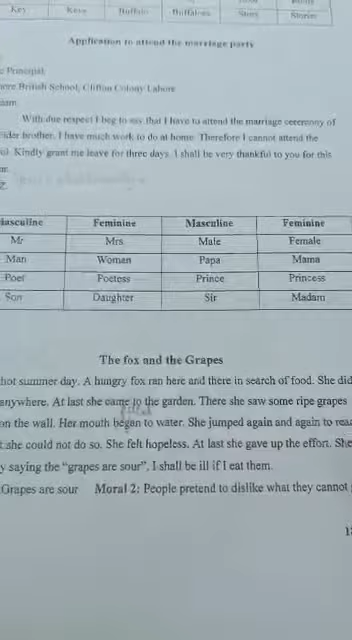 Key Keys Buffalo Buffaloes Story Stories
Application to attend the marriage party
Principal
British School, Clifton Colony Lahore
With due respect I beg to say that I have to attend the marriage ceremony of
elder brother. I have much work to do at home. Therefore I cannot attend the
Kindly grant me leave for three days. I shall be very thankful to you for this
Masculine Feminine Masculine Feminine
Mr Mrs Male Female
Man Woman Papa Mama
Poet Poetess Prince Princess
Son Daughter Sir Madam
The fox and the Grapes
hot summer day. A hungry fox ran here and there in search of food. She did
anywhere. At last she came to the garden. There she saw some ripe grapes
on the wall. Her mouth began to water. She jumped again and again to
she could not do so. She felt hopeless. At last she gave up the effort. She
saying the "grapes are sour". I shall be ill if I eat them.
Grapes are sour Moral 2: People pretend to dislike what they cannot